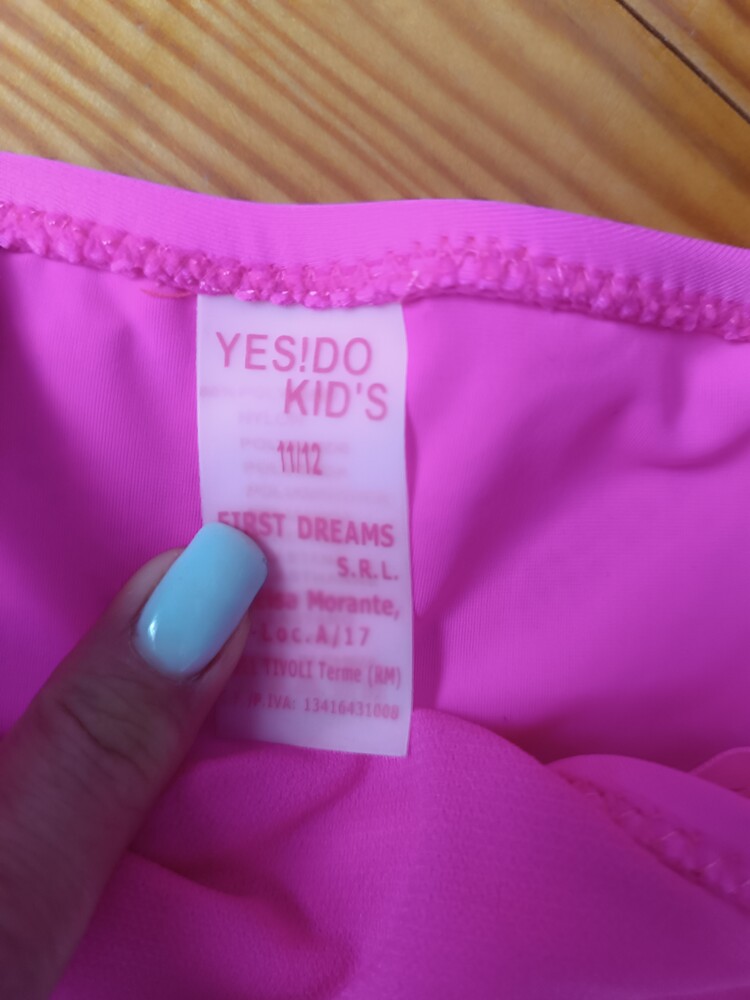 YES!DO
KID'S
11/12
FIRST DREAMS
S.R.L.
Morante,
Loc.A/17
TIVOLI Terme (RM)
P.IVA: 13416431008